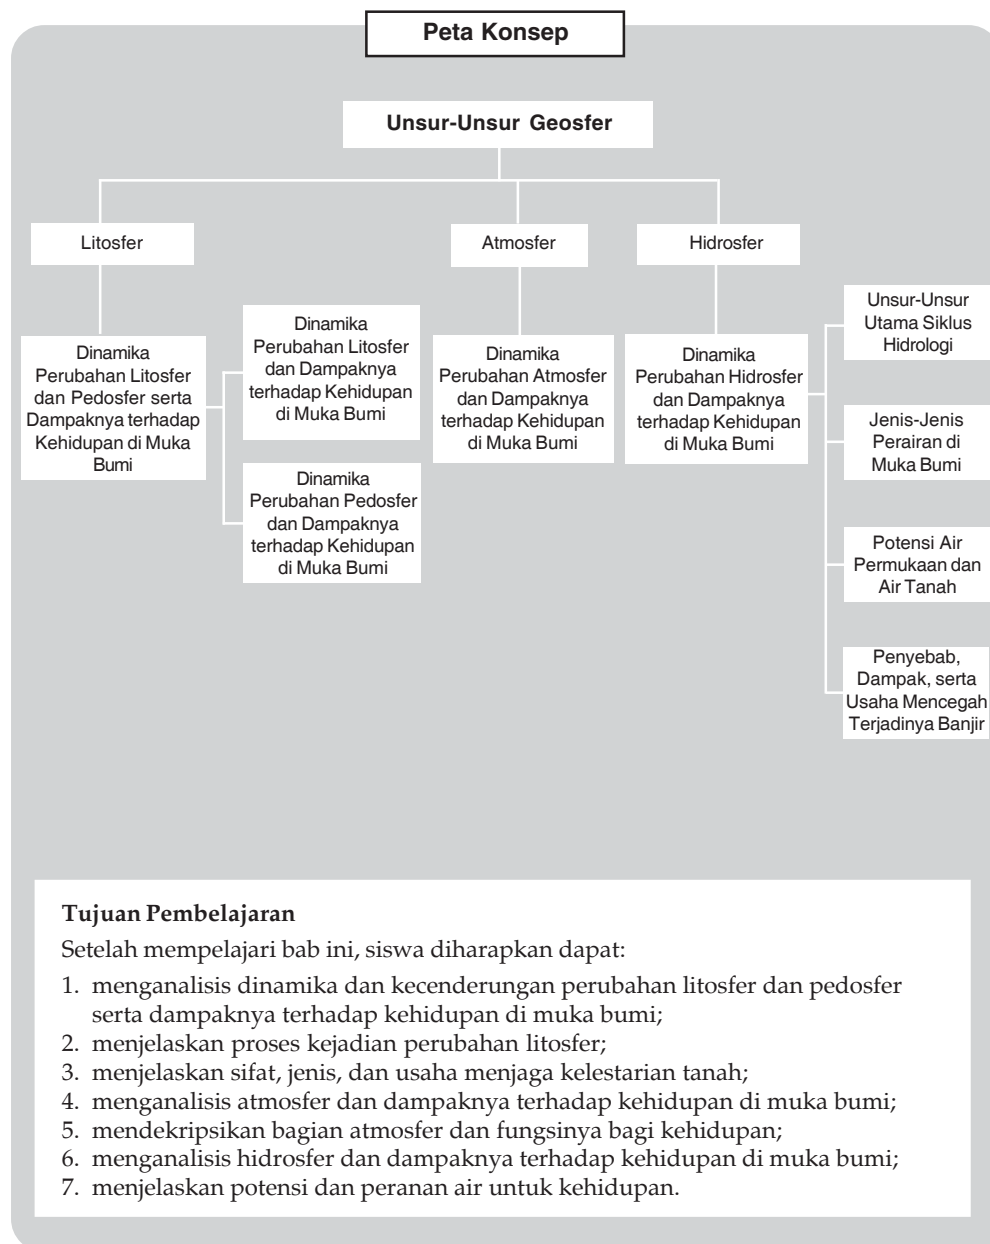 Peta Konsep
Unsur-Unsur Geosfer
Litosfer
Atmosfer
Hidrosfer
Dinamika
Perubahan Litosfer
dan Pedosfer serta
Dampaknya terhadap
Kehidupan di Muka
Bumi
Dinamika
Perubahan Litosfer
dan Dampaknya
terhadap Kehidupan
di Muka Bumi
Dinamika
Perubahan Pedosfer
dan Dampaknya
terhadap Kehidupan
di Muka Bumi
Dinamika
Perubahan Atmosfer
dan Dampaknya
terhadap Kehidupan
di Muka Bumi
Dinamika
Perubahan Hidrosfer
dan Dampaknya
terhadap Kehidupan
di Muka Bumi
Unsur-Unsur
Utama Siklus
Hidrologi
Jenis-Jenis
Perairan di
Muka Bumi
Potensi Air
Permukaan dan
Air Tanah
Penyebab,
Dampak, serta
Usaha Mencegah
Terjadinya Banjir
Tujuan Pembelajaran
Setelah mempelajari bab ini, siswa diharapkan dapat:
1. menganalisis dinamika dan kecenderungan perubahan litosfer dan pedosfer
serta dampaknya terhadap kehidupan di muka bumi;
2. menjelaskan proses kejadian perubahan litosfer;
3. menjelaskan sifat, jenis, dan usaha menjaga kelestarian tanah;
4. menganalisis atmosfer dan dampaknya terhadap kehidupan di muka bumi;
5. mendekripsikan bagian atmosfer dan fungsinya bagi kehidupan;
6. menganalisis hidrosfer dan dampaknya terhadap kehidupan di muka bumi;
7. menjelaskan potensi dan peranan air untuk kehidupan.